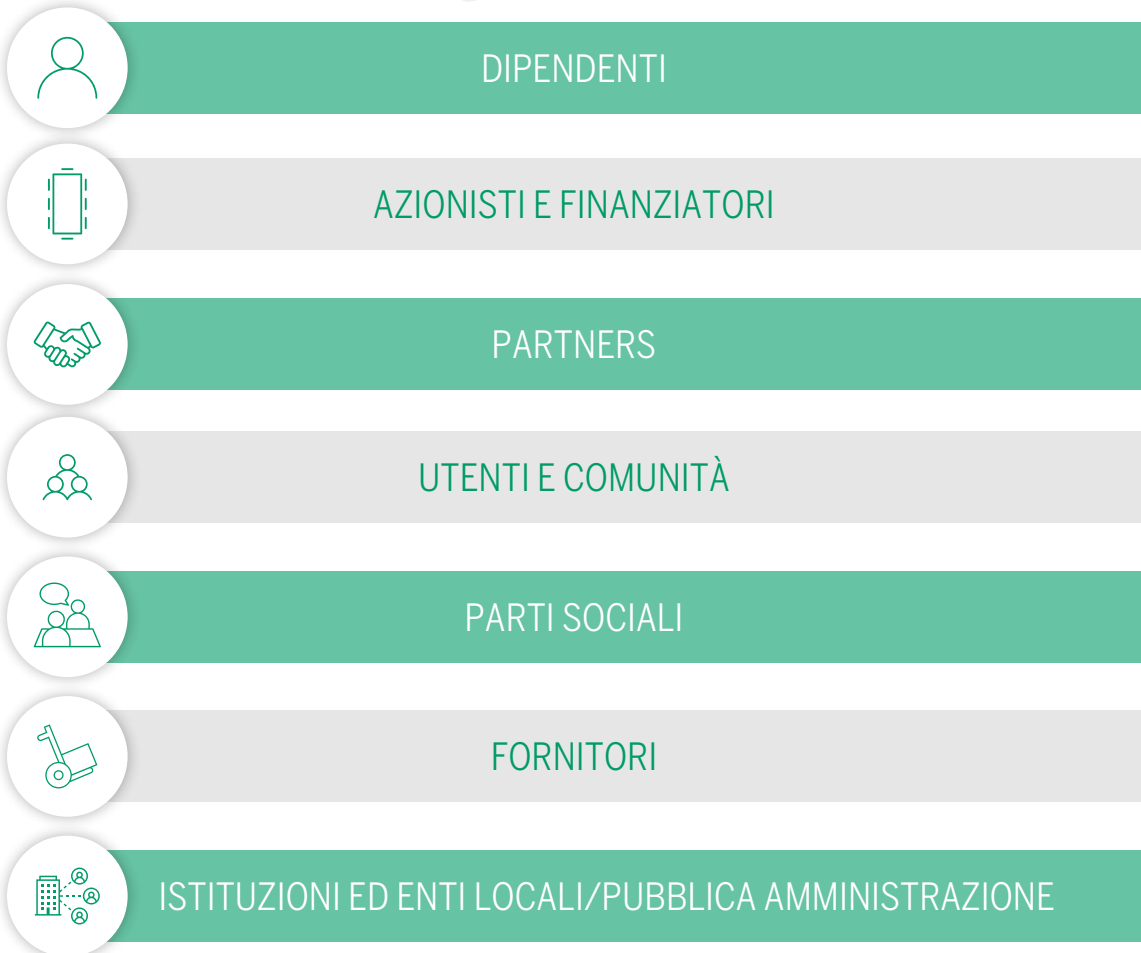 DIPENDENTI
AZIONISTI E FINANZIATORI
PARTNERS
UTENTI E COMUNITÀ
PARTI SOCIALI
FORNITORI
ISTITUZIONI ED ENTI LOCALI/PUBBLICA AMMINISTRAZIONE